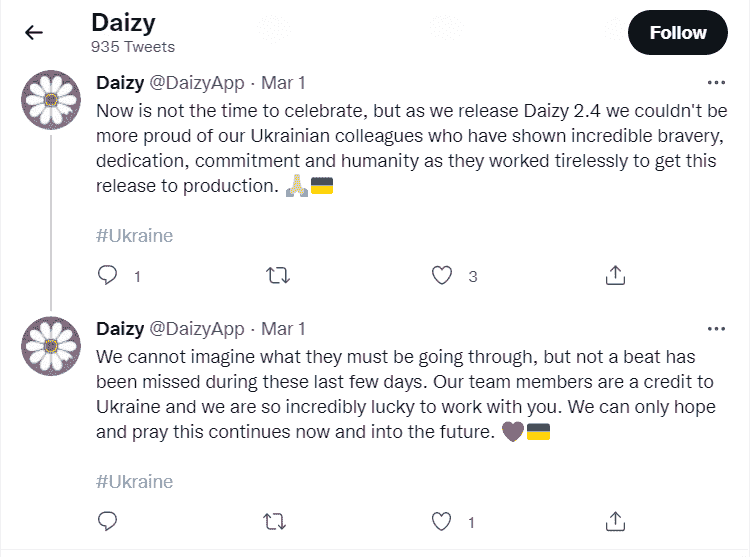 Daizy
935 Tweets
Follow
Daizy @DaizyApp · Mar 1
Now is not the time to celebrate, but as we release Daizy 2.4 we couldn't be
more proud of our Ukrainian colleagues who have shown incredible bravery,
dedication, commitment and humanity as they worked tirelessly to get this
release to production. 🙏🇺🇦
#Ukraine
1
3
Daizy @DaizyApp · Mar 1
We cannot imagine what they must be going through, but not a beat has
been missed during these last few days. Our team members are a credit to
Ukraine and we are so incredibly lucky to work with you. We can only hope
and pray this continues now and into the future. 💜🇺🇦
#Ukraine
1